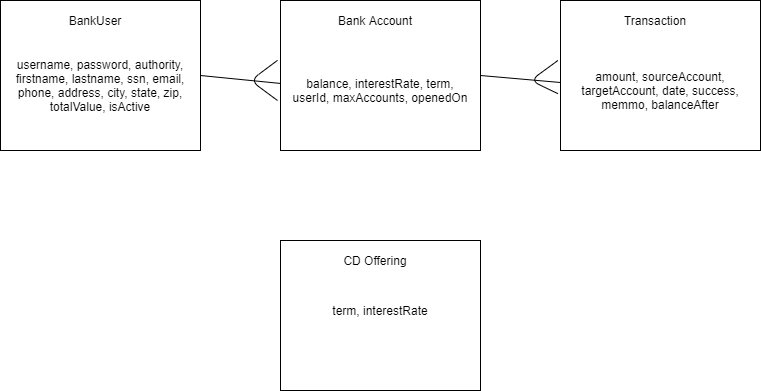 BankUser
username, password, authority,
firstname, lastname, ssn, email,
phone, address, city, state, zip,
totalValue, isActive
Bank Account
balance, interestRate, term,
userId, maxAccounts, openedOn
Transaction
amount, sourceAccount,
targetAccount, date, success,
memmo, balanceAfter
CD Offering
term, interestRate